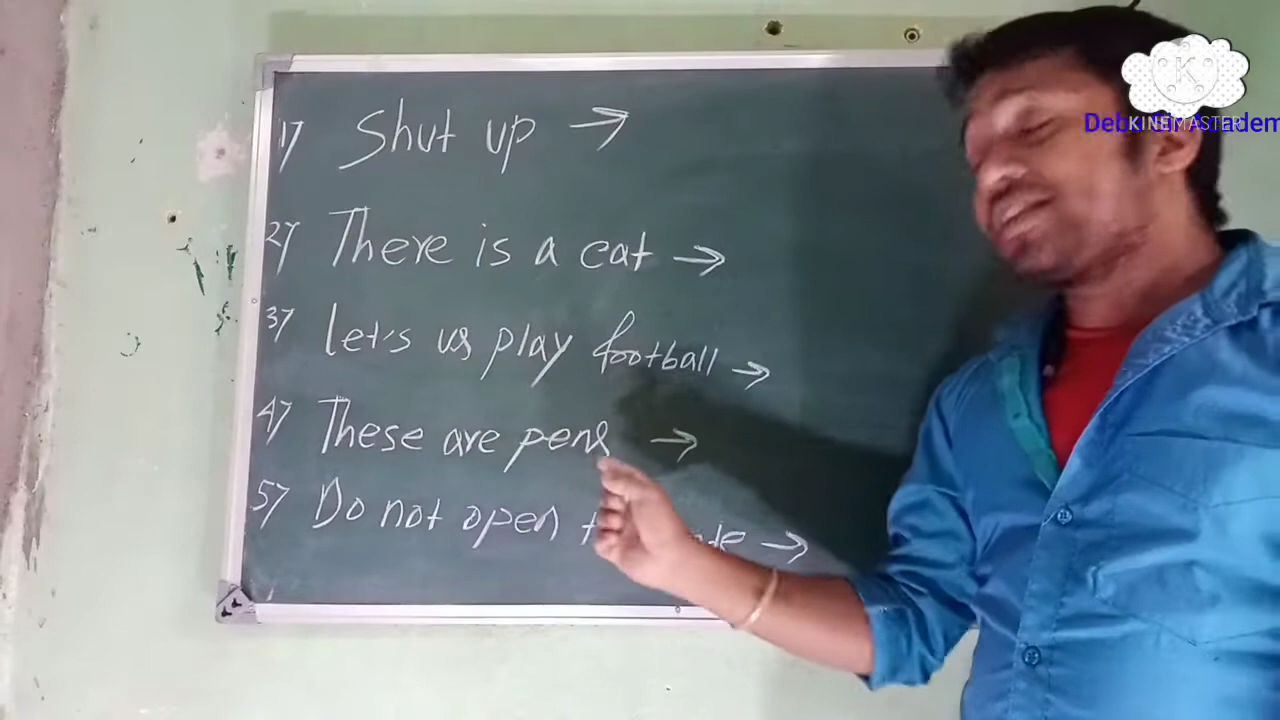 1) Shut up →
2) There is a cat →
3) Let's us play football →
4) These are pens →
5) Do not open →
K
KINEMASTER